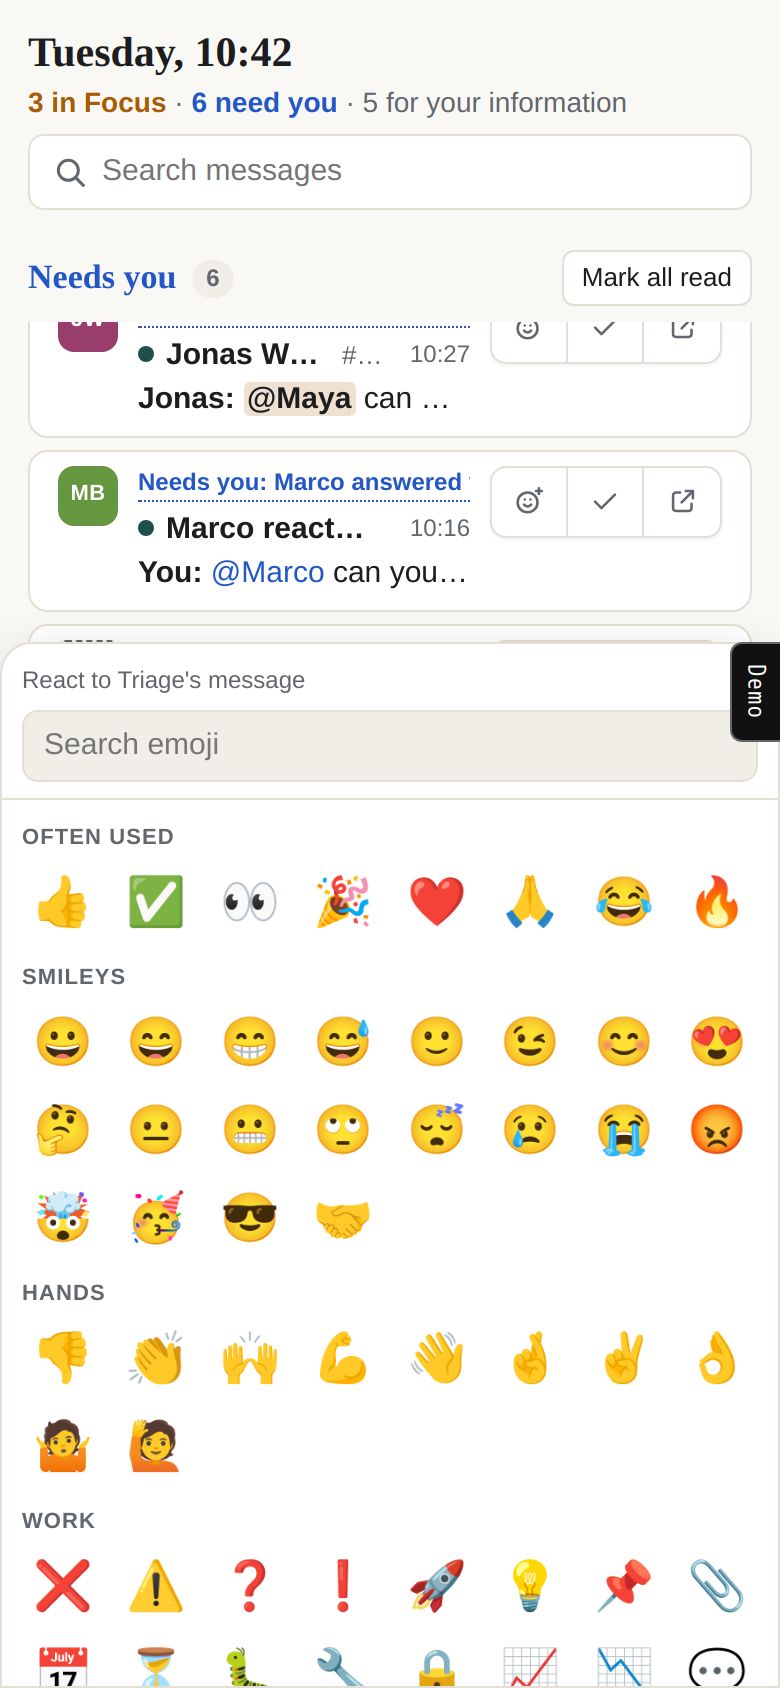 Tuesday, 10:42
3 in Focus · 6 need you · 5 for your information
Search messages
Needs you 6
Mark all read
Jonas W… #… 10:27
Jonas: @Maya can …
MB
Needs you: Marco answered
Marco react… 10:16
You: @Marco can you…
React to Triage's message
Demo
Search emoji
OFTEN USED
SMILEYS
HANDS
WORK
July
17